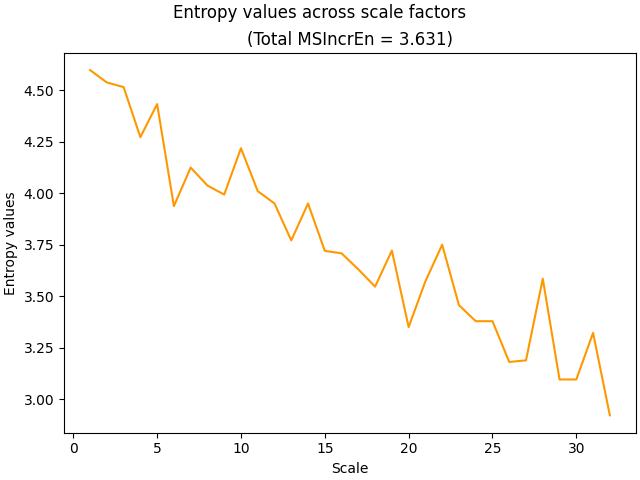 Entropy values across scale factors
(Total MSIncrEn = 3.631)
4.50
4.25
4.00
3.75
3.50
3.25
3.00
Entropy values
0 5 10 15 20 25 30
Scale